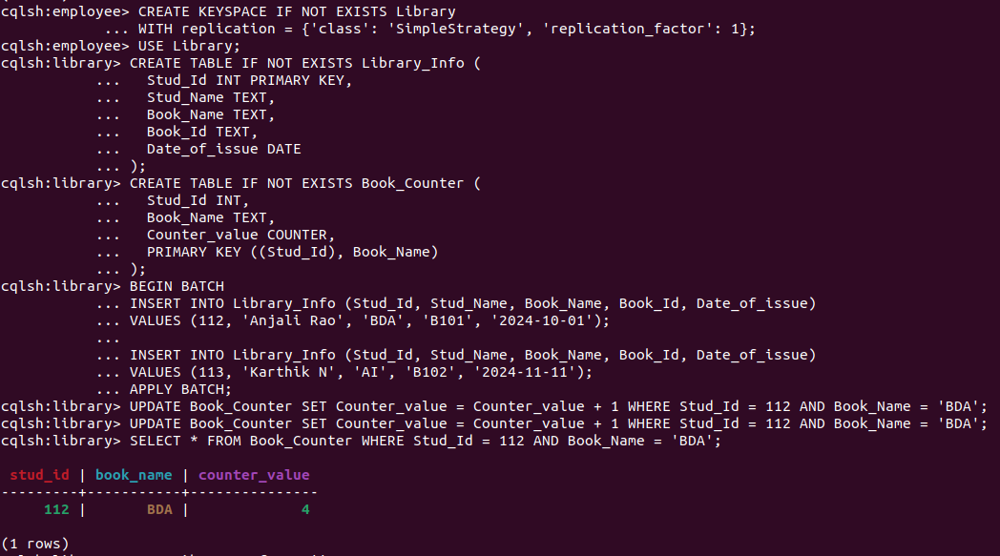 cqlsh:employee> CREATE KEYSPACE IF NOT EXISTS Library
            ... WITH replication = {'class': 'SimpleStrategy', 'replication_factor': 1};
cqlsh:employee> USE Library;
cqlsh:library> CREATE TABLE IF NOT EXISTS Library_Info (
           ...   Stud_Id INT PRIMARY KEY,
           ...   Stud_Name TEXT,
           ...   Book_Name TEXT,
           ...   Book_Id TEXT,
           ...   Date_of_issue DATE
           ... );
cqlsh:library> CREATE TABLE IF NOT EXISTS Book_Counter (
           ...   Stud_Id INT,
           ...   Book_Name TEXT,
           ...   Counter_value COUNTER,
           ...   PRIMARY KEY ((Stud_Id), Book_Name)
           ... );
cqlsh:library> BEGIN BATCH
           ... INSERT INTO Library_Info (Stud_Id, Stud_Name, Book_Name, Book_Id, Date_of_issue)
           ... VALUES (112, 'Anjali Rao', 'BDA', 'B101', '2024-10-01');
           ...
           ... INSERT INTO Library_Info (Stud_Id, Stud_Name, Book_Name, Book_Id, Date_of_issue)
           ... VALUES (113, 'Karthik N', 'AI', 'B102', '2024-11-11');
           ... APPLY BATCH;
cqlsh:library> UPDATE Book_Counter SET Counter_value = Counter_value + 1 WHERE Stud_Id = 112 AND Book_Name = 'BDA';
cqlsh:library> UPDATE Book_Counter SET Counter_value = Counter_value + 1 WHERE Stud_Id = 112 AND Book_Name = 'BDA';
cqlsh:library> SELECT * FROM Book_Counter WHERE Stud_Id = 112 AND Book_Name = 'BDA';
 stud_id | book_name | counter_value
---------+-----------+---------------
     112 |       BDA |             4
(1 rows)